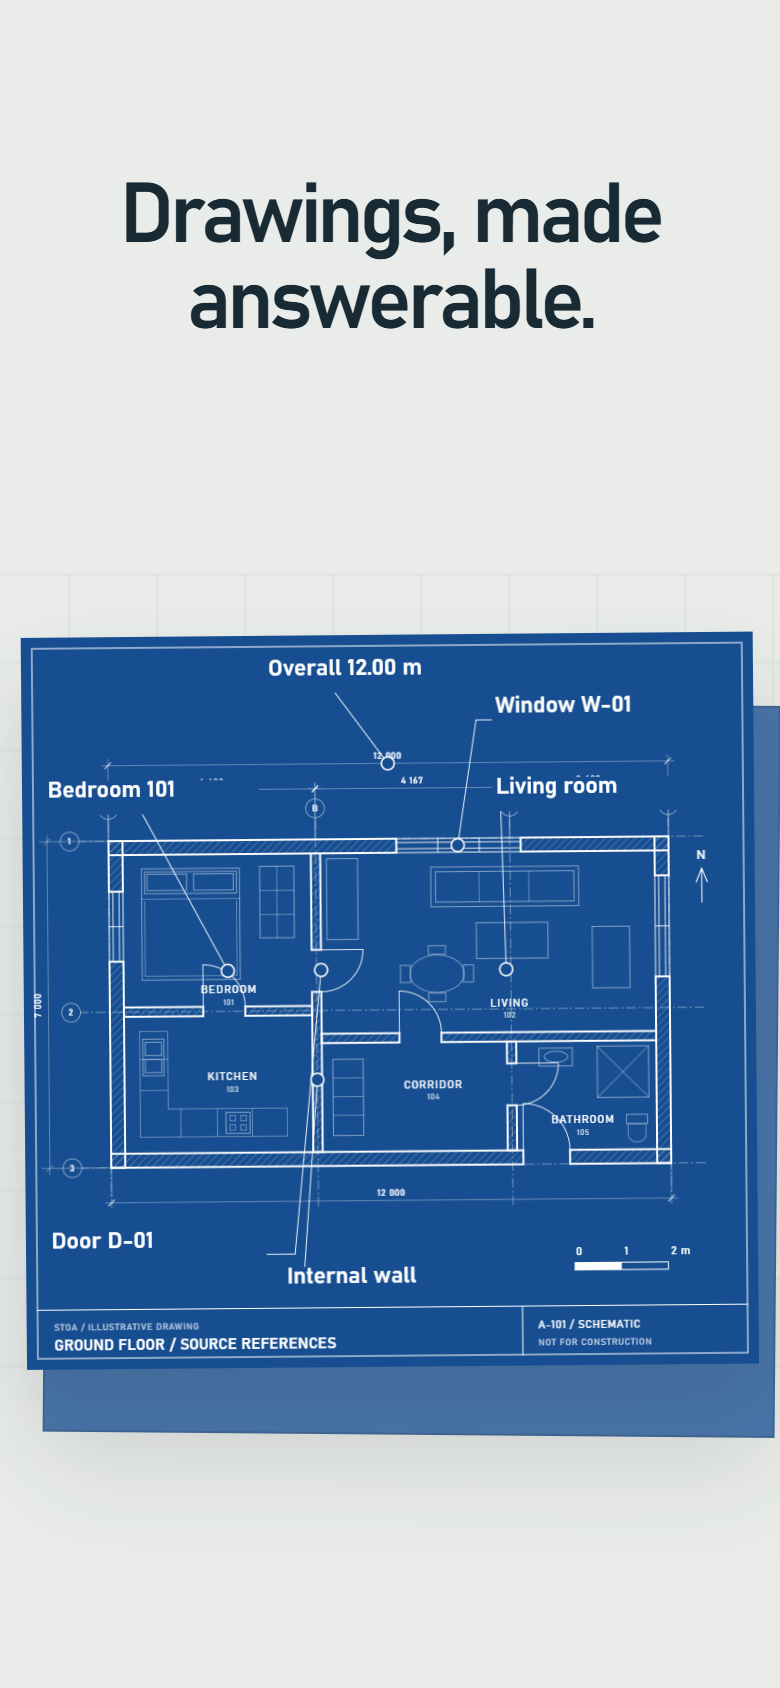 Drawings, made
answerable.
Overall 12.00 m
Window W-01
12 000
4 167
Bedroom 101
Living room
B
1
N
BEDROOM
101
7 000
2
LIVING
102
KITCHEN
103
CORRIDOR
104
BATHROOM
105
3
12 000
Door D-01
Internal wall
0 1 2 m
STOA / ILLUSTRATIVE DRAWING
GROUND FLOOR / SOURCE REFERENCES
A-101 / SCHEMATIC
NOT FOR CONSTRUCTION